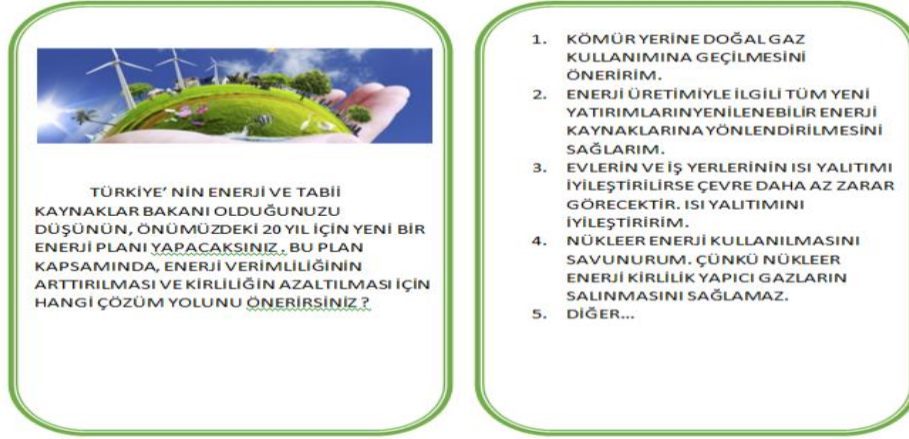 TÜRKİYE' NİN ENERJİ VE TABİİ
KAYNAKLAR BAKANI OLDUĞUNUZU
DÜŞÜNÜN, ÖNÜMÜZDEKİ 20 YIL İÇİN YENİ BİR
ENERJİ PLANI YAPACAKSINIZ . BU PLAN
KAPSAMINDA, ENERJİ VERİMLİLİĞİNİN
ARTTIRILMASI VE KİRLİLİĞİN AZALTILMASI İÇİN
HANGİ ÇÖZÜM YOLUNU ÖNERİRSİNİZ ?
1. KÖMÜR YERİNE DOĞAL GAZ
KULLANIMINA GEÇİLMESİNİ
ÖNERİRİM.
2. ENERJİ ÜRETİMİYLE İLGİLİ TÜM YENİ
YATIRIMLARINYENİLENEBİLİR ENERJİ
KAYNAKLARINA YÖNLENDİRİLMESİNİ
SAĞLARIM.
3. EVLERİN VE İŞ YERLERİNİN ISI YALITIMI
İYİLEŞTİRİLİRSE ÇEVRE DAHA AZ ZARAR
GÖRECEKTİR. ISI YALITIMINI
İYİLEŞTİRİRİM.
4. NÜKLEER ENERJİ KULLANILMASINI
SAVUNURUM. ÇÜNKÜ NÜKLEER
ENERJİ KİRLİLİK YAPICI GAZLARIN
SALINMASINI SAĞLAMAZ.
5. DİĞER...